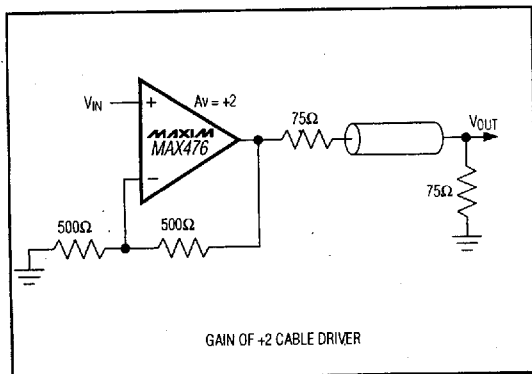 Av = +2
VIN
+
MAXIM
MAX476
−
75Ω
VOUT
75Ω
500Ω
500Ω
GAIN OF +2 CABLE DRIVER